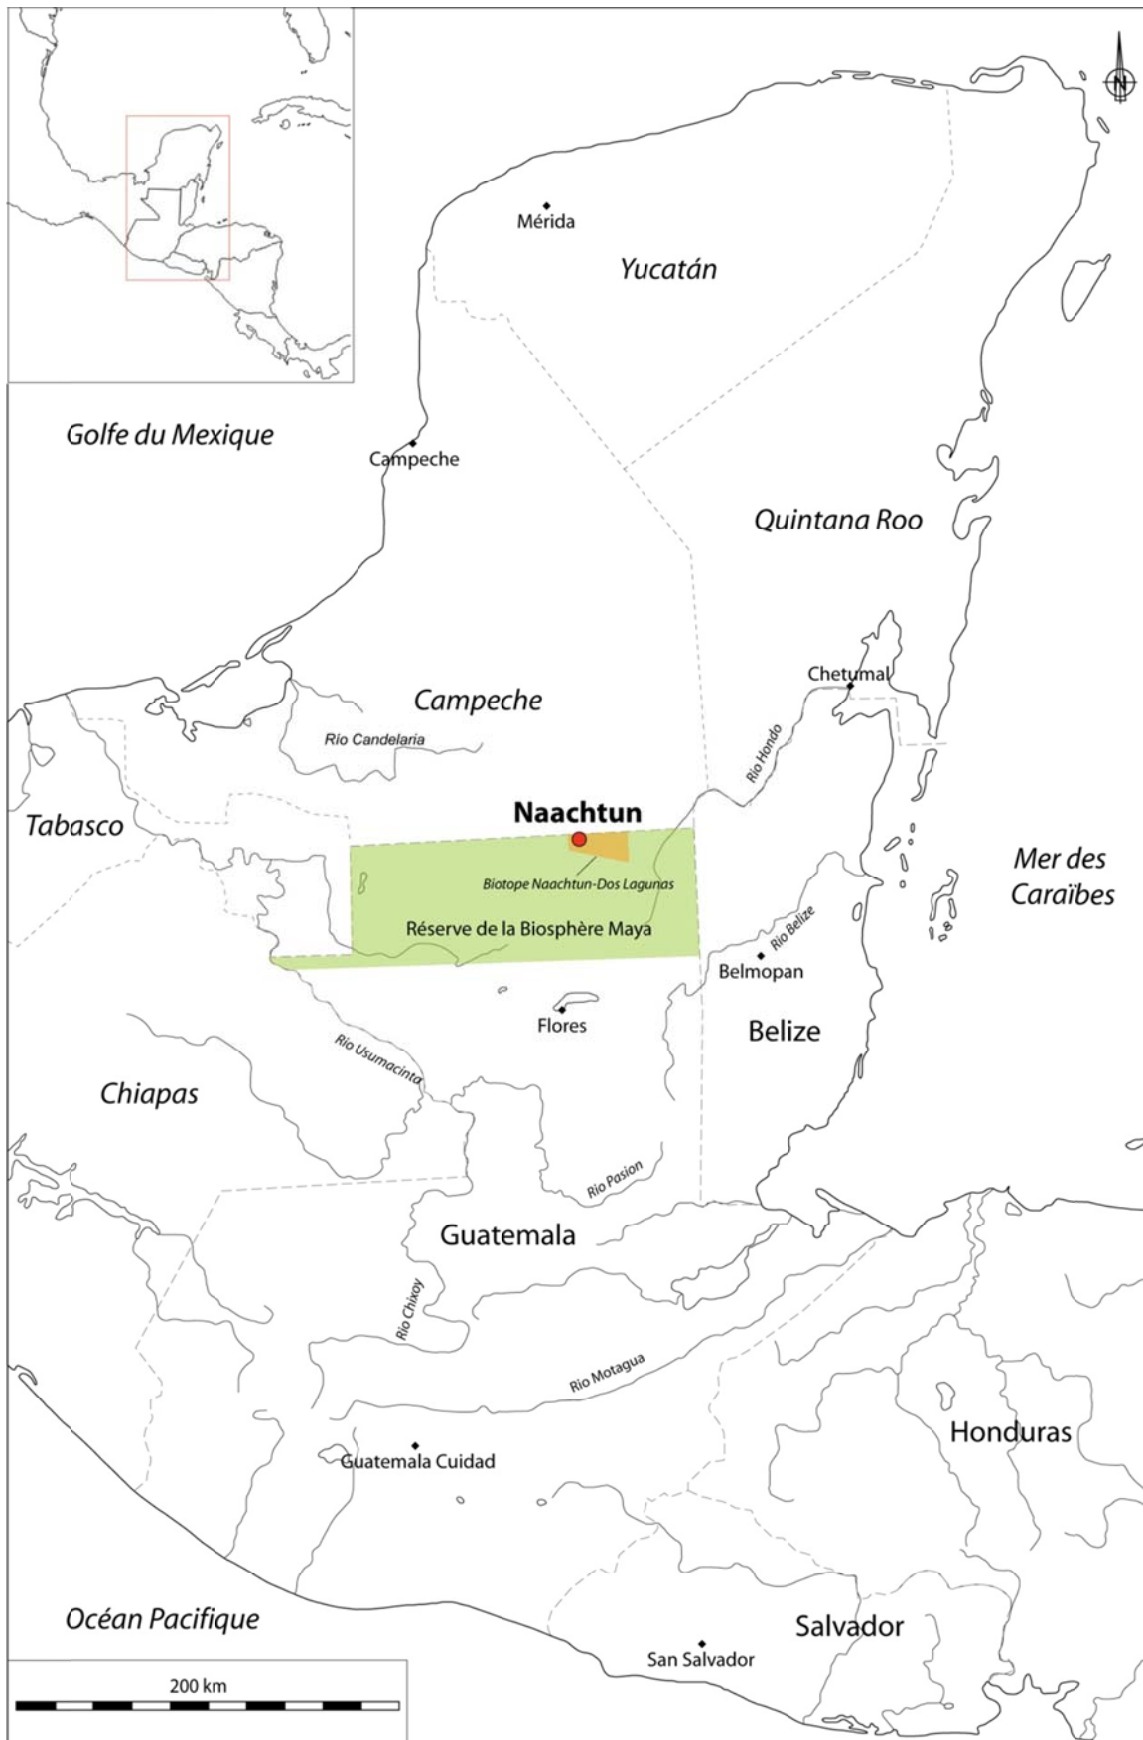 N
Mérida
Yucatán
Golfe du Mexique
Campeche
Quintana Roo
Chetumal
Campeche
Río Candelaria
Rio Hondo
Naachtun
Tabasco
Mer des
Caraïbes
Biotope Naachtun-Dos Lagunas
Réserve de la Biosphère Maya
Rio Belize
Belmopan
Flores
Belize
Rio Usumacinta
Chiapas
Rio Pasion
Guatemala
Rio Chixoy
Rio Motagua
Honduras
Guatemala Cuidad
Océan Pacifique
Salvador
San Salvador
200 km